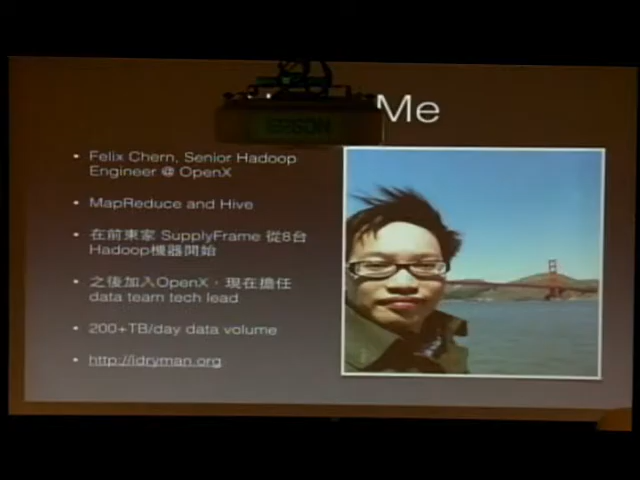 Me
EPSON
• Felix Chern, Senior Hadoop
Engineer @ OpenX
• MapReduce and Hive
• 在前東家 SupplyFrame 從8台
Hadoop機器開始
• 之後加入OpenX，現在擔任
data team tech lead
• 200+TB/day data volume
• http://idryman.org